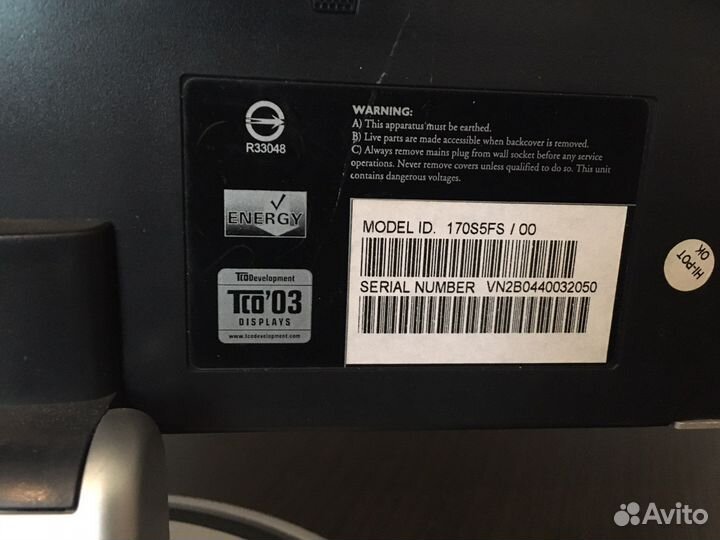 R33048
ENERGY
TCODevelopment
TCO'03
DISPLAYS
www.tcodevelopment.com
WARNING:
A) This apparatus must be earthed.
B) Live parts are made accessible when backcover is removed.
C) Always remove mains plug from wall socket before any service
operations. Never remove covers unless qualified to do so. This unit
contains dangerous voltages.
MODEL ID. 170S5FS / 00
SERIAL NUMBER VN2B0440032050
HI-POT
OK
Avito